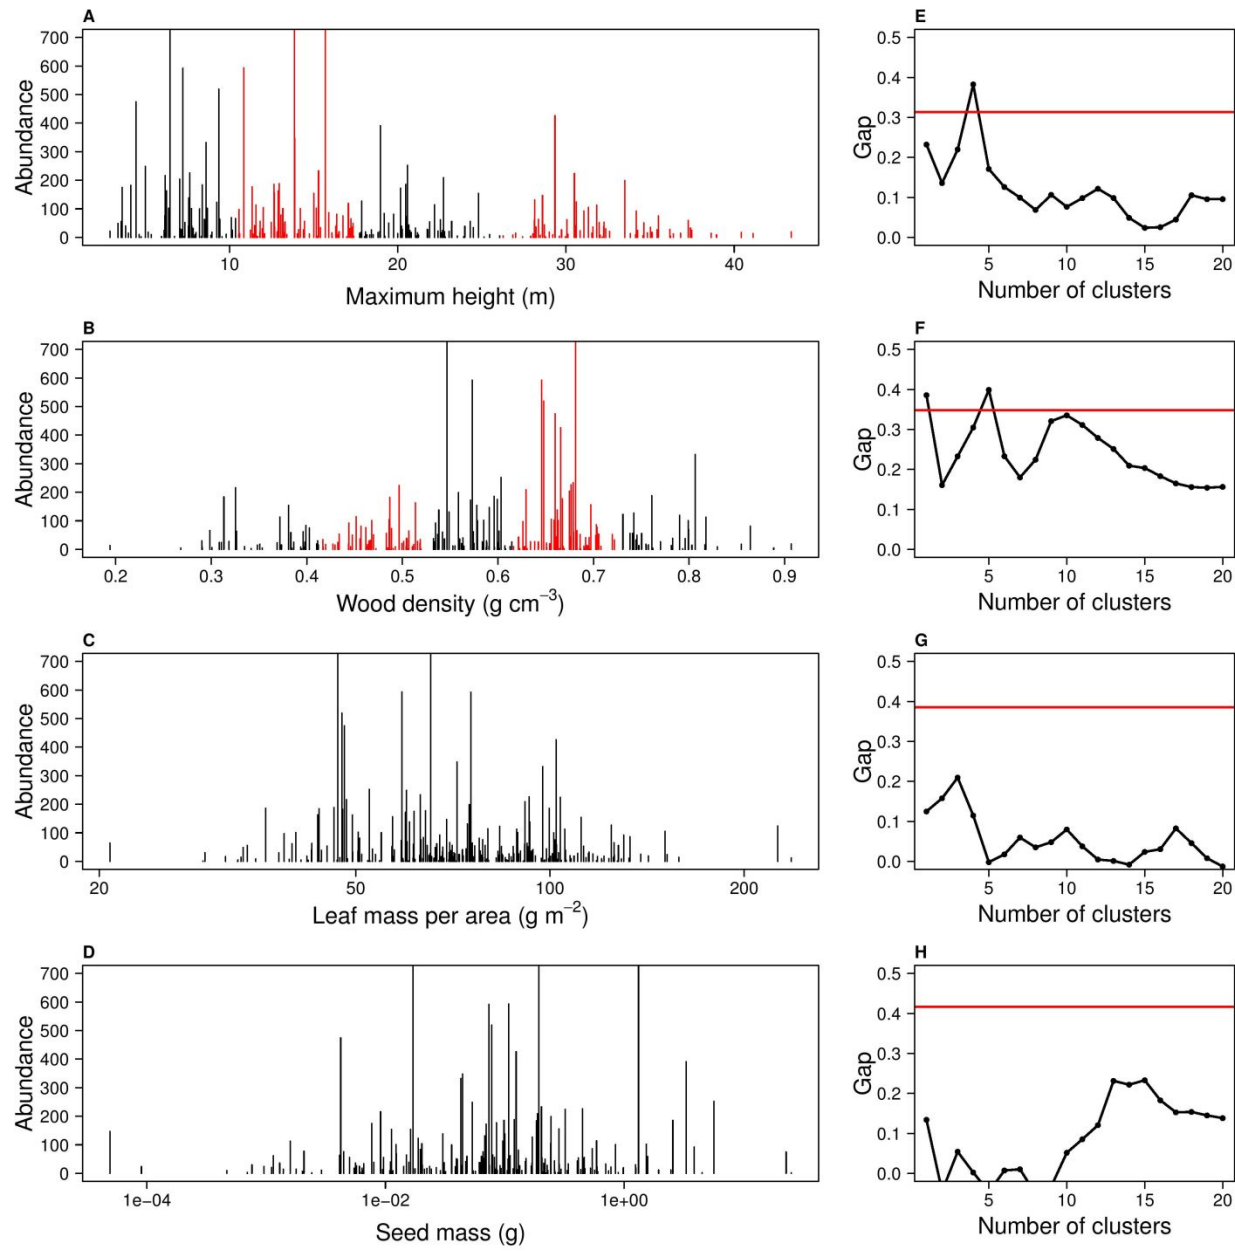 A
Abundance
700
600
500
400
300
200
100
0
10 20 30 40
Maximum height (m)
E
Gap
0.5
0.4
0.3
0.2
0.1
0.0
5 10 15 20
Number of clusters
B
Abundance
700
600
500
400
300
200
100
0
0.2 0.3 0.4 0.5 0.6 0.7 0.8 0.9
Wood density (g cm⁻³)
F
Gap
0.5
0.4
0.3
0.2
0.1
0.0
5 10 15 20
Number of clusters
C
Abundance
700
600
500
400
300
200
100
0
20 50 100 200
Leaf mass per area (g m⁻²)
G
Gap
0.5
0.4
0.3
0.2
0.1
0.0
5 10 15 20
Number of clusters
D
Abundance
700
600
500
400
300
200
100
0
1e−04 1e−02 1e+00
Seed mass (g)
H
Gap
0.5
0.4
0.3
0.2
0.1
0.0
5 10 15 20
Number of clusters